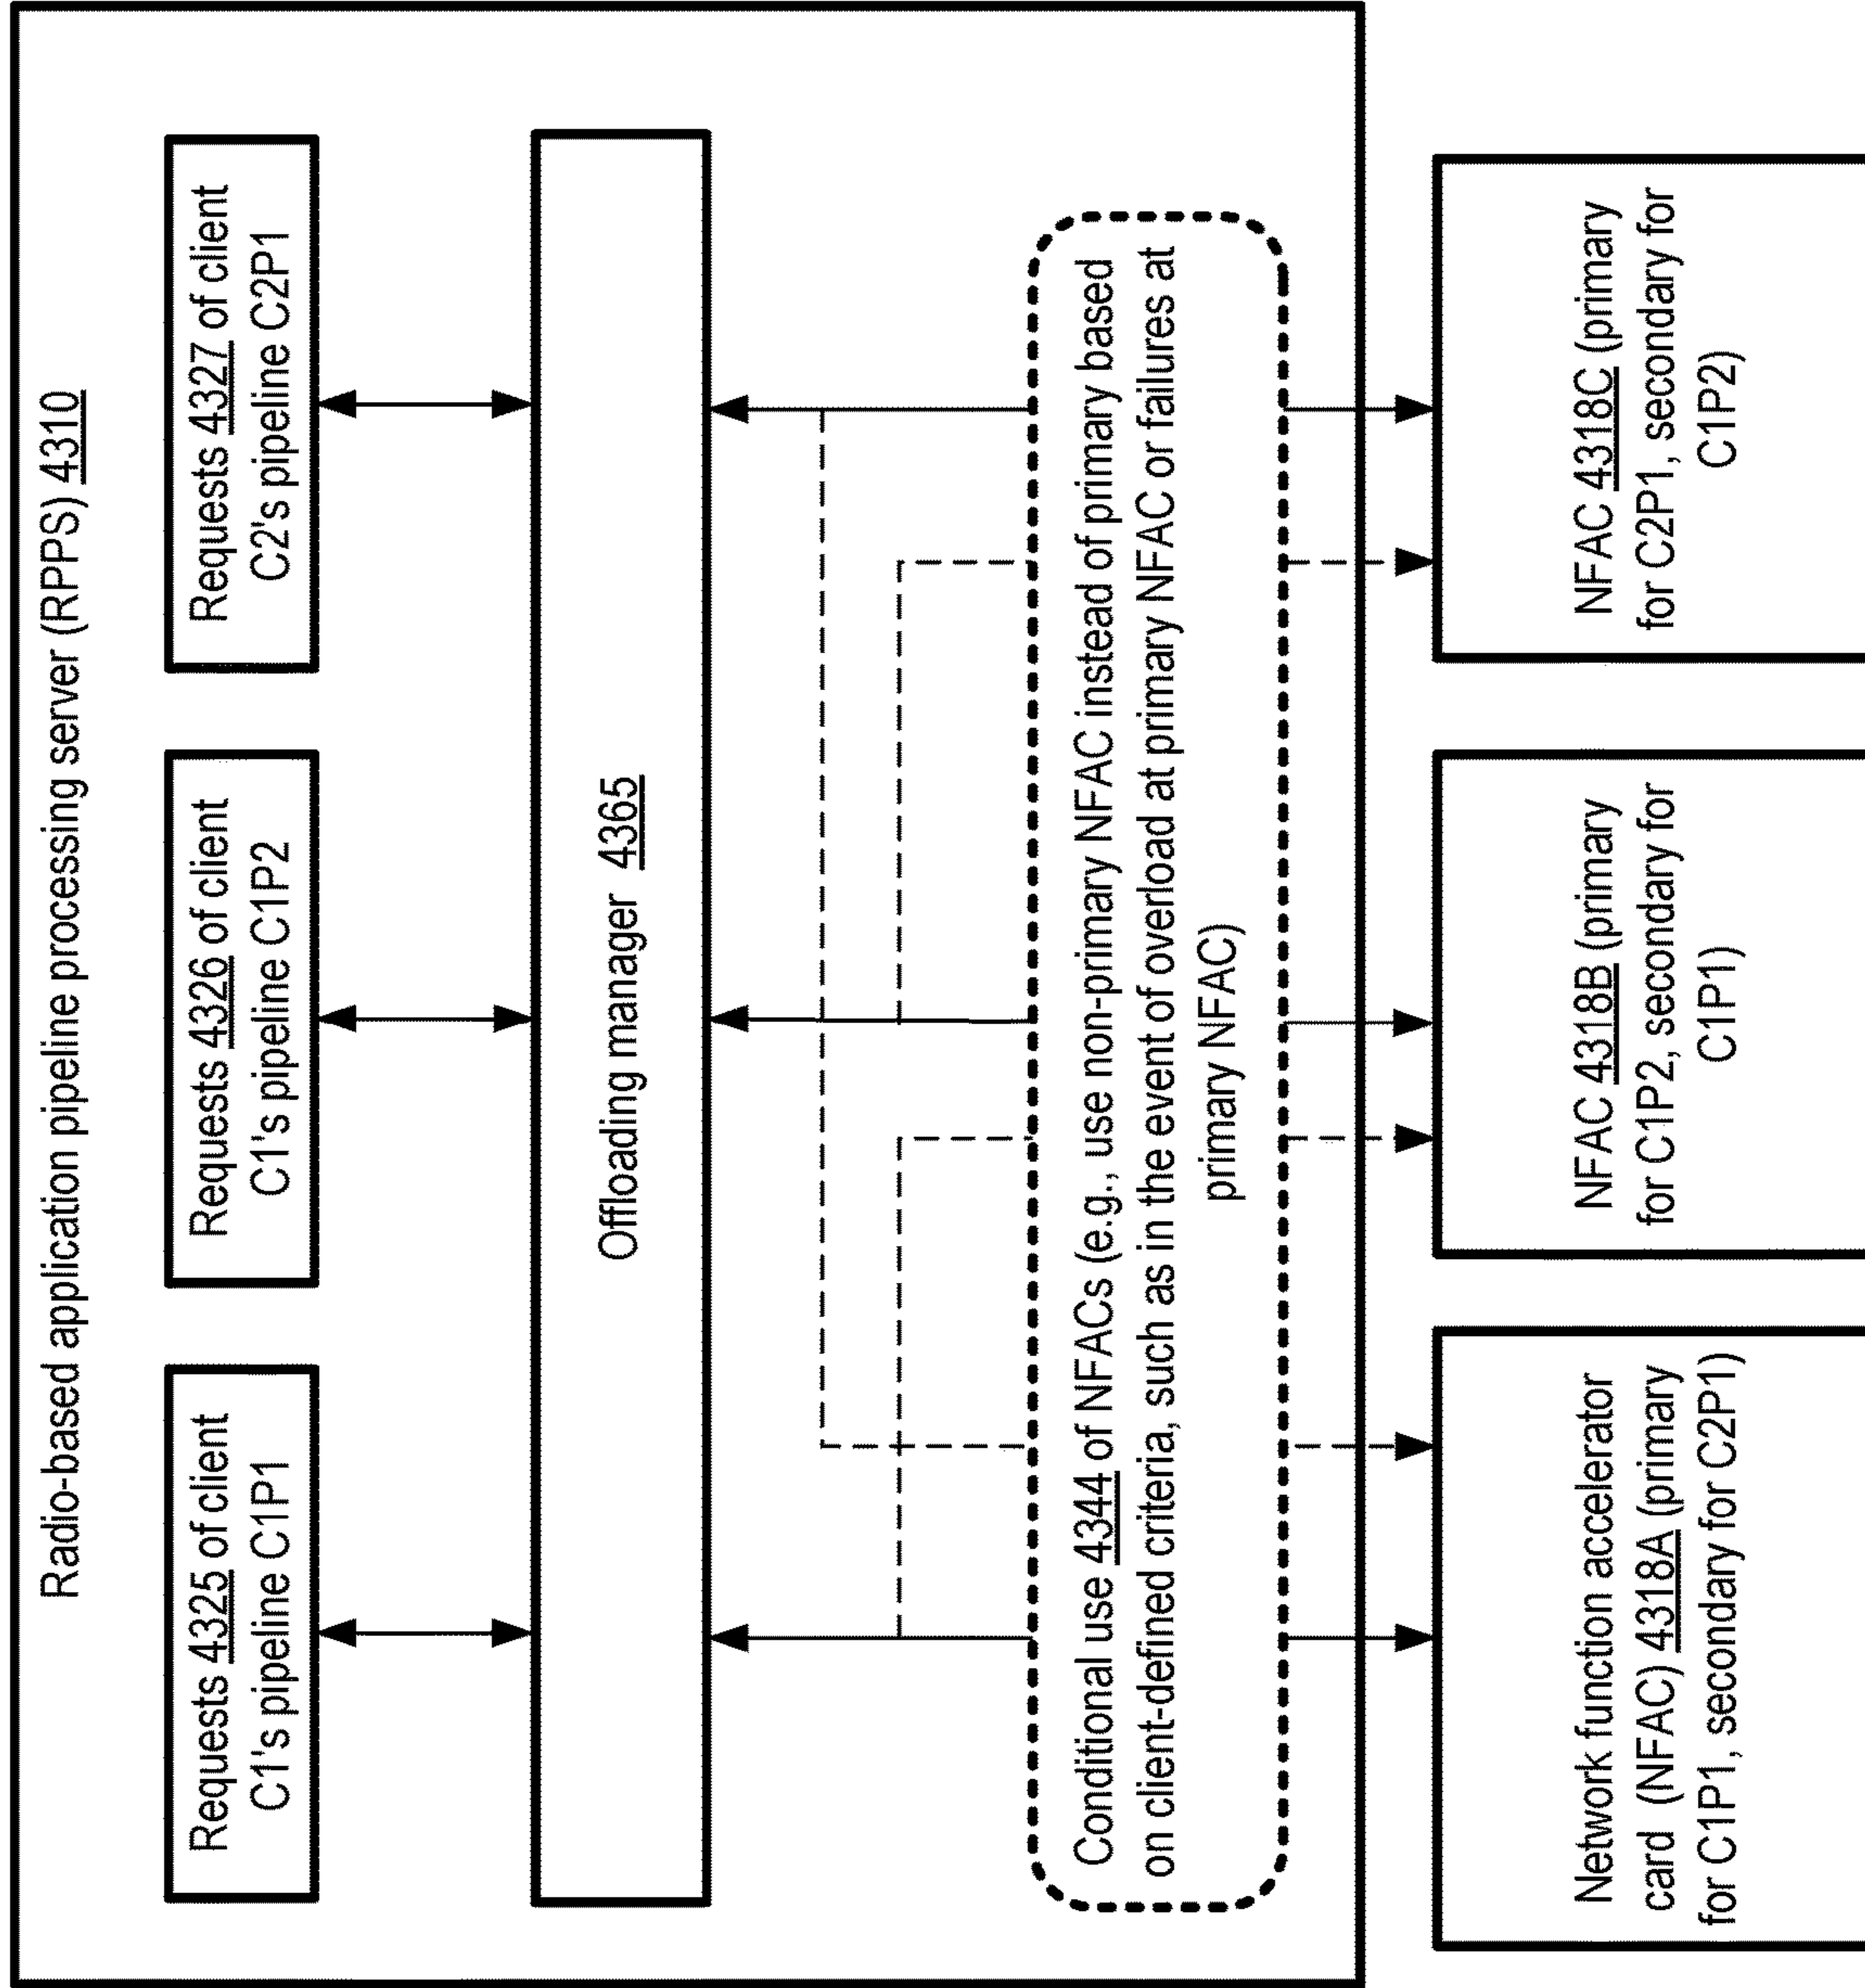 Radio-based application pipeline processing server (RPPS) 4310
Requests 4325 of client
C1's pipeline C1P1
Requests 4326 of client
C1's pipeline C1P2
Requests 4327 of client
C2's pipeline C2P1
Offloading manager 4365
Conditional use 4344 of NFACs (e.g., use non-primary NFAC instead of primary based
on client-defined criteria, such as in the event of overload at primary NFAC or failures at
primary NFAC)
Network function accelerator
card (NFAC) 4318A (primary
for C1P1, secondary for C2P1)
NFAC 4318B (primary
for C1P2, secondary for
C1P1)
NFAC 4318C (primary
for C2P1, secondary for
C1P2)